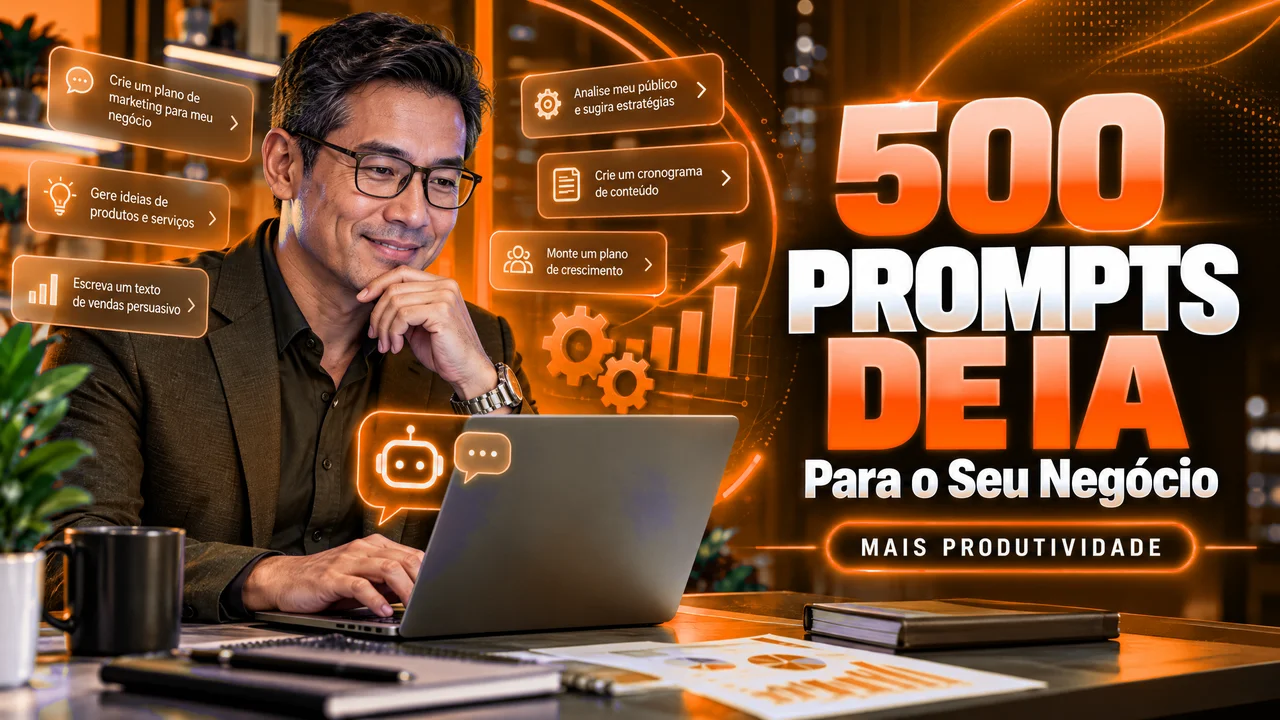 Crie um plano de
marketing para meu
negócio
Gere ideias de
produtos e serviços
Escreva um texto
de vendas persuasivo
Analise meu público
e sugira estratégias
Crie um cronograma
de conteúdo
Monte um plano
de crescimento
500
PROMPTS
DE IA
Para o Seu Negócio
MAIS PRODUTIVIDADE